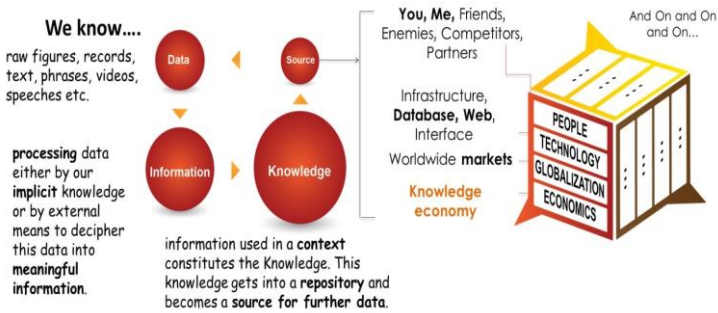 We know....
raw figures, records,
text, phrases, videos,
speeches etc.
processing data
either by our
implicit knowledge
or by external
means to decipher
this data into
meaningful
information.
Data
Source
Information
Knowledge
information used in a context
constitutes the Knowledge. This
knowledge gets into a repository and
becomes a source for further data.
You, Me, Friends,
Enemies, Competitors,
Partners
Infrastructure,
Database, Web,
Interface
Worldwide markets
Knowledge
economy
And On and On
and On...
PEOPLE
TECHNOLOGY
GLOBALIZATION
ECONOMICS